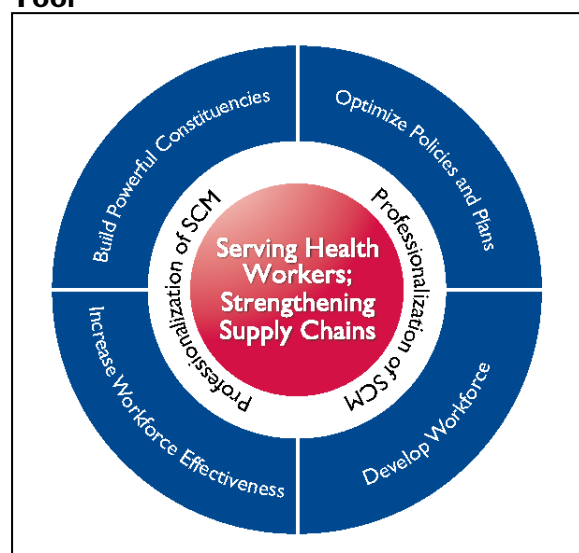 Tool
Build Powerful Constituencies
Optimize Policies and Plans
Professionalization of SCM
Professionalization of SCM
Serving Health
Workers;
Strengthening
Supply Chains
Increase Workforce Effectiveness
Develop Workforce